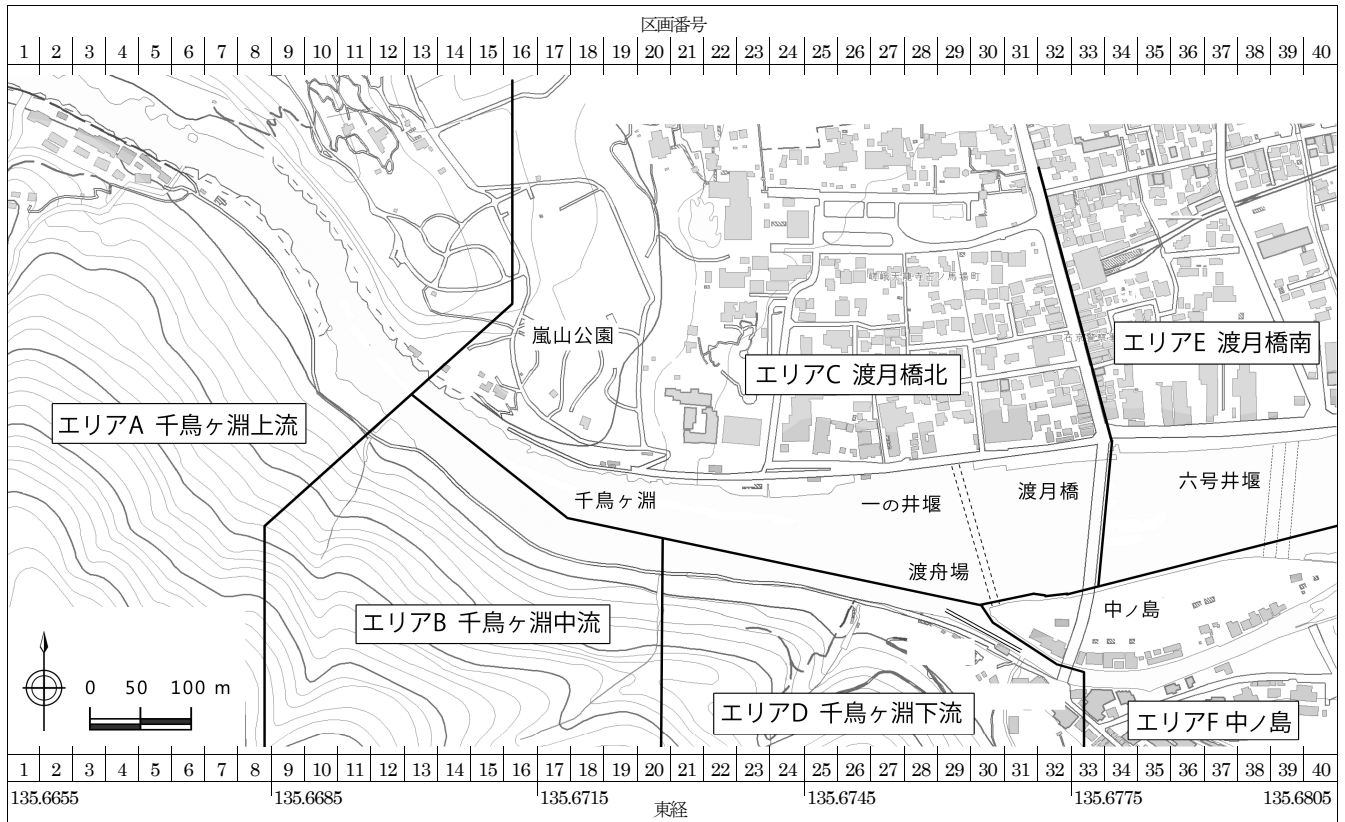 区画番号
1 2 3 4 5 6 7 8 9 10 11 12 13 14 15 16 17 18 19 20 21 22 23 24 25 26 27 28 29 30 31 32 33 34 35 36 37 38 39 40
嵐山公園
エリアE 渡月橋南
エリアC 渡月橋北
エリアA 千鳥ヶ淵上流
千鳥ヶ淵
一の井堰
渡月橋
六号井堰
渡舟場
中ノ島
エリアB 千鳥ヶ淵中流
エリアD 千鳥ヶ淵下流
エリアF 中ノ島
0 50 100 m
1 2 3 4 5 6 7 8 9 10 11 12 13 14 15 16 17 18 19 20 21 22 23 24 25 26 27 28 29 30 31 32 33 34 35 36 37 38 39 40
135.6655 135.6685 135.6715 135.6745 135.6775 135.6805
東経